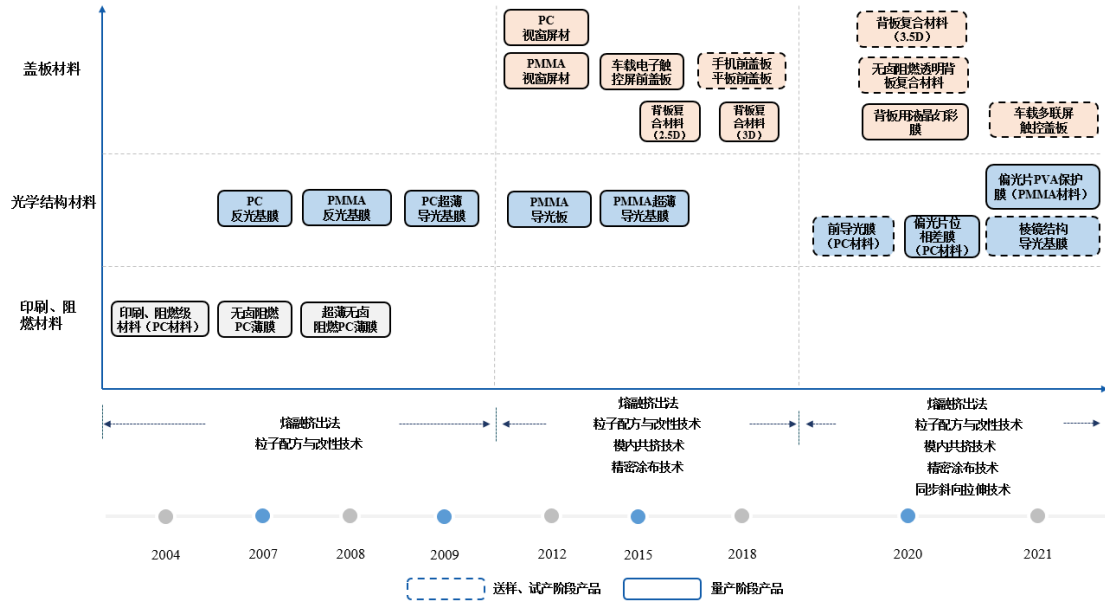 盖板材料
PC
视窗屏材
PMMA
视窗屏材
车载电子触
控屏前盖板
手机前盖板
平板前盖板
背板复
合材料
(2.5D)
背板复
合材料
(3D)
背板复合材料
(3.5D)
无卤阻燃透明背
板复合材料
背板用液晶幻彩
膜
车载多联屏
触控盖板
光学结构材料
PC
反光基膜
PMMA
反光基膜
PC超薄
导光基膜
PMMA
导光板
PMMA超薄
导光基膜
偏光片PVA保护
膜（PMMA材料）
前导光膜
（PC材料）
偏光片位
相差膜
（PC材料）
棱镜结构
导光基膜
印刷、阻
燃材料
印刷、阻燃级
材料（PC材料）
无卤阻燃
PC薄膜
超薄无卤
阻燃PC薄膜
熔融挤出法
粒子配方与改性技术
熔融挤出法
粒子配方与改性技术
模内共挤技术
精密涂布技术
熔融挤出法
粒子配方与改性技术
模内共挤技术
精密涂布技术
同步斜向拉伸技术
2004
2007
2008
2009
2012
2015
2018
2020
2021
送样、试产阶段产品
量产阶段产品